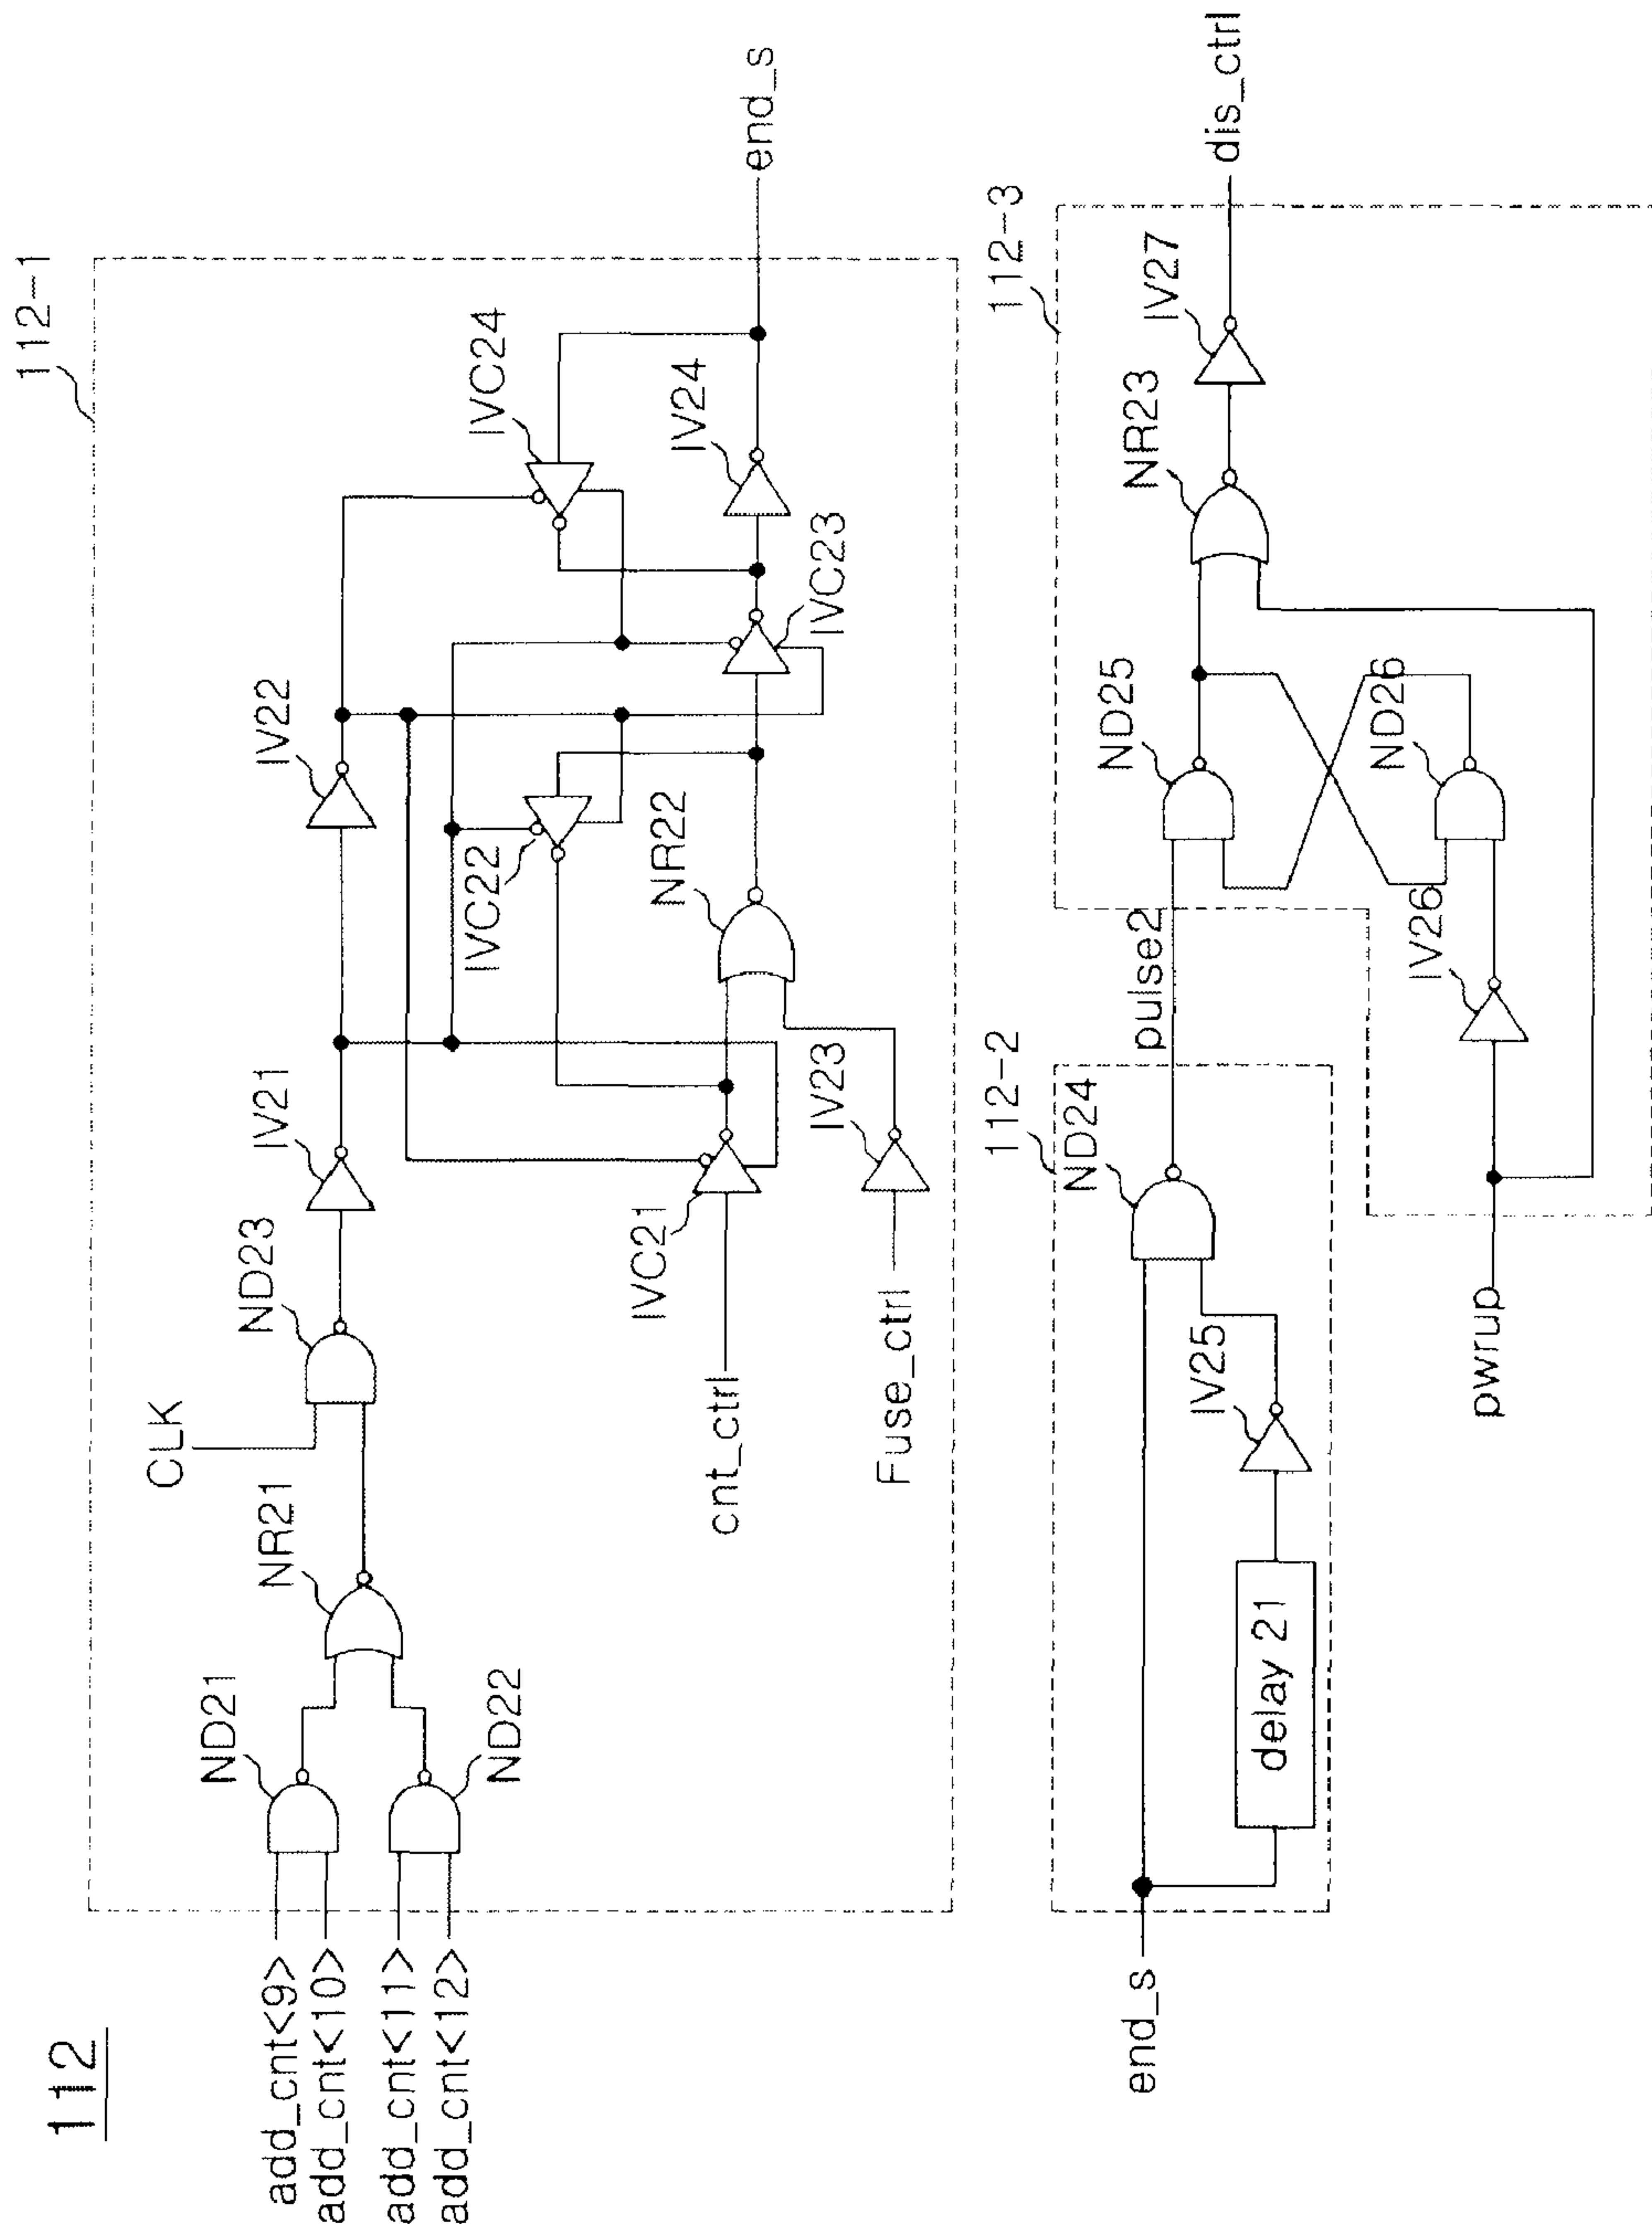 112
112-1
add_cnt<9>
add_cnt<10>
add_cnt<11>
add_cnt<12>
ND21
ND22
NR21
CLK
ND23
IV21
IV22
IVC22
IVC24
cnt_ctrl
IVC21
NR22
IVC23
IV24
end_s
Fuse_ctrl
IV23
112-2
end_s
delay 21
IV25
ND24
pulse2
112-3
ND25
NR23
IV27
dis_ctrl
pwrup
IV26
ND26